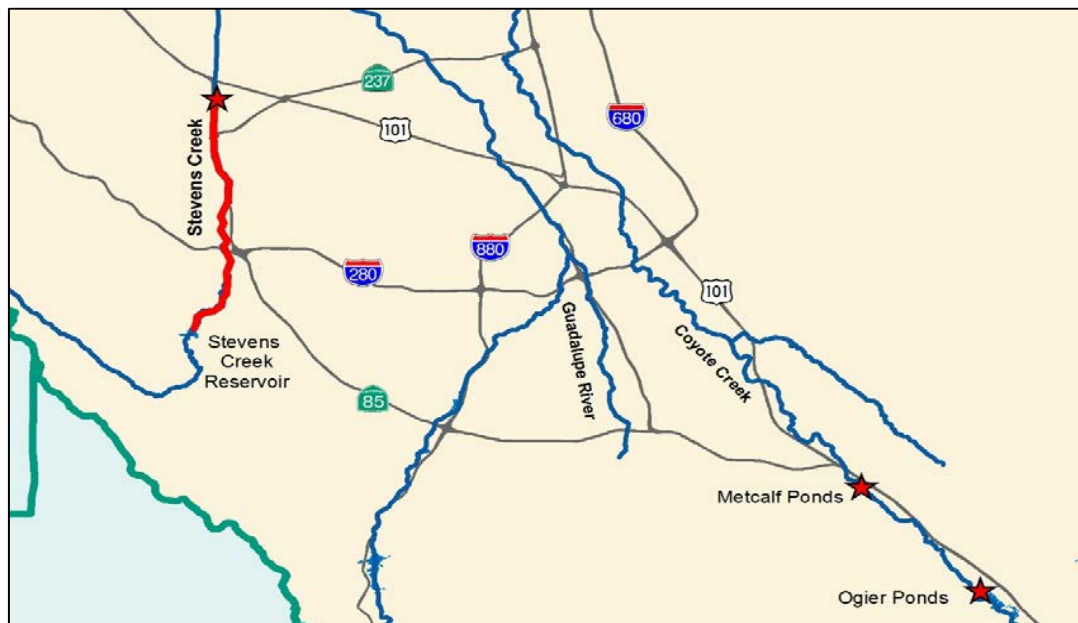 237
101
680
Stevens Creek
880
280
101
Guadalupe River
Coyote Creek
Stevens
Creek
Reservoir
85
Metcalf Ponds
Ogier Ponds